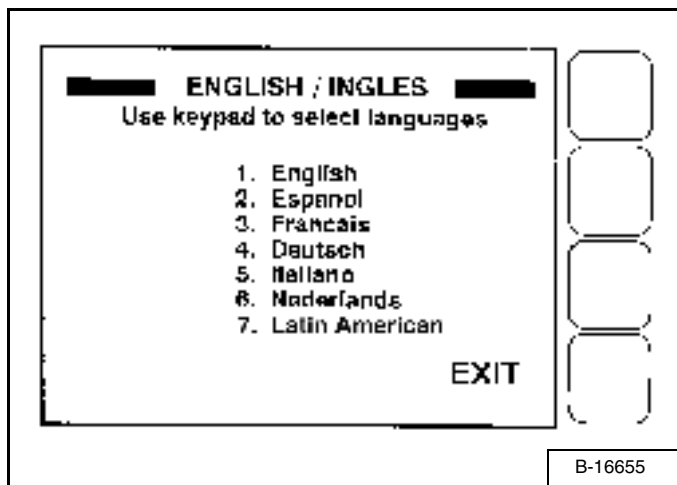 ENGLISH / INGLES
Use keypad to select languages
1. English
2. Espanol
3. Francais
4. Deutsch
5. Italiano
6. Nederlands
7. Latin American
EXIT
B-16655